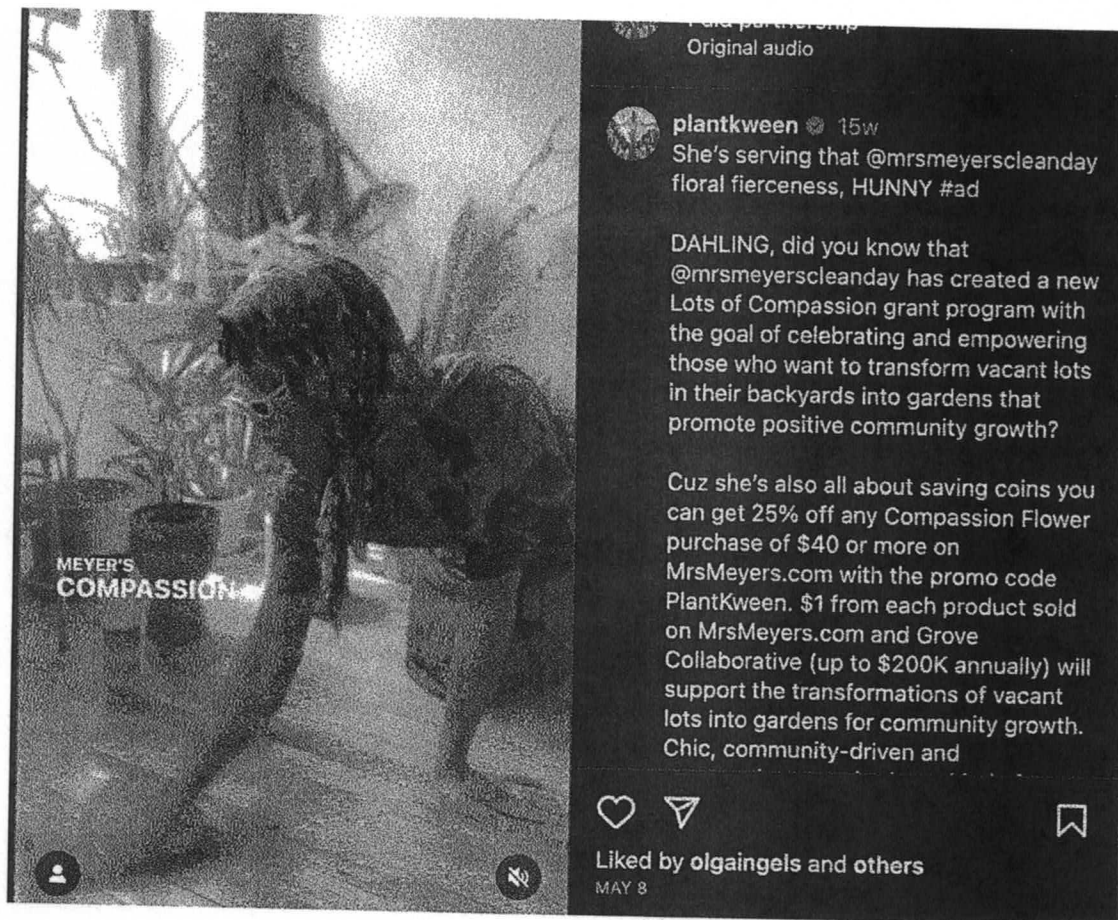 Original audio
plantkween 15w
She's serving that @mrsmeyerscleanday
floral fierceness, HUNNY #ad
DAHLING, did you know that
@mrsmeyerscleanday has created a new
Lots of Compassion grant program with
the goal of celebrating and empowering
those who want to transform vacant lots
in their backyards into gardens that
promote positive community growth?
Cuz she's also all about saving coins you
can get 25% off any Compassion Flower
purchase of $40 or more on
MrsMeyers.com with the promo code
PlantKween. $1 from each product sold
on MrsMeyers.com and Grove
Collaborative (up to $200K annually) will
support the transformations of vacant
lots into gardens for community growth.
Chic, community-driven and
Liked by olgaingels and others
MAY 8
MEYER'S
COMPASSION